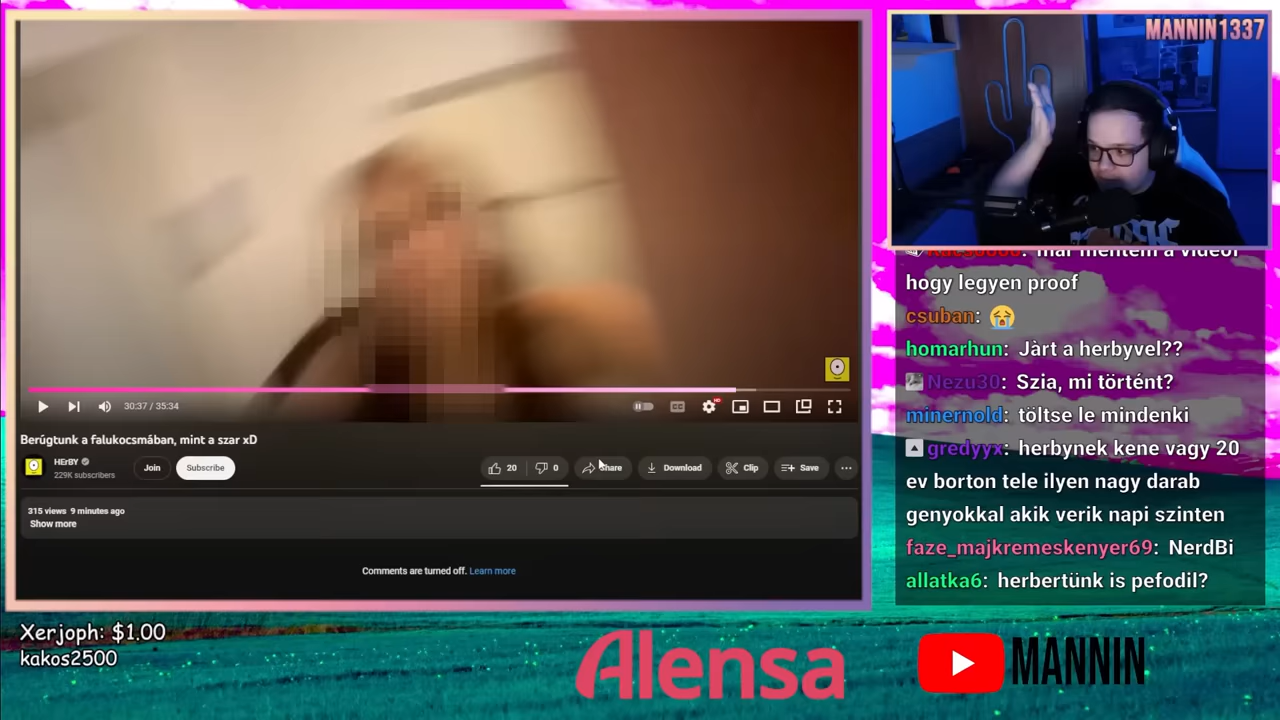 MANNIN1337
30:37 / 35:34
CC
HD
Berúgtunk a falukocsmában, mint a szar xD
HErBY
229K subscribers
Join
Subscribe
20
0
Share
Download
Clip
Save
315 views 9 minutes ago
Show more
Comments are turned off. Learn more
már mentem a videót
hogy legyen proof
csuban: 😭
homarhun: Jàrt a herbyvel??
Nezu30: Szia, mi történt?
minernold: töltse le mindenki
gredyyx: herbynek kene vagy 20
ev borton tele ilyen nagy darab
genyokkal akik verik napi szinten
faze_majkremeskenyer69: NerdBi
allatka6: herbertünk is pefodil?
Xerjoph: $1.00
kakos2500
Alensa
MANNIN